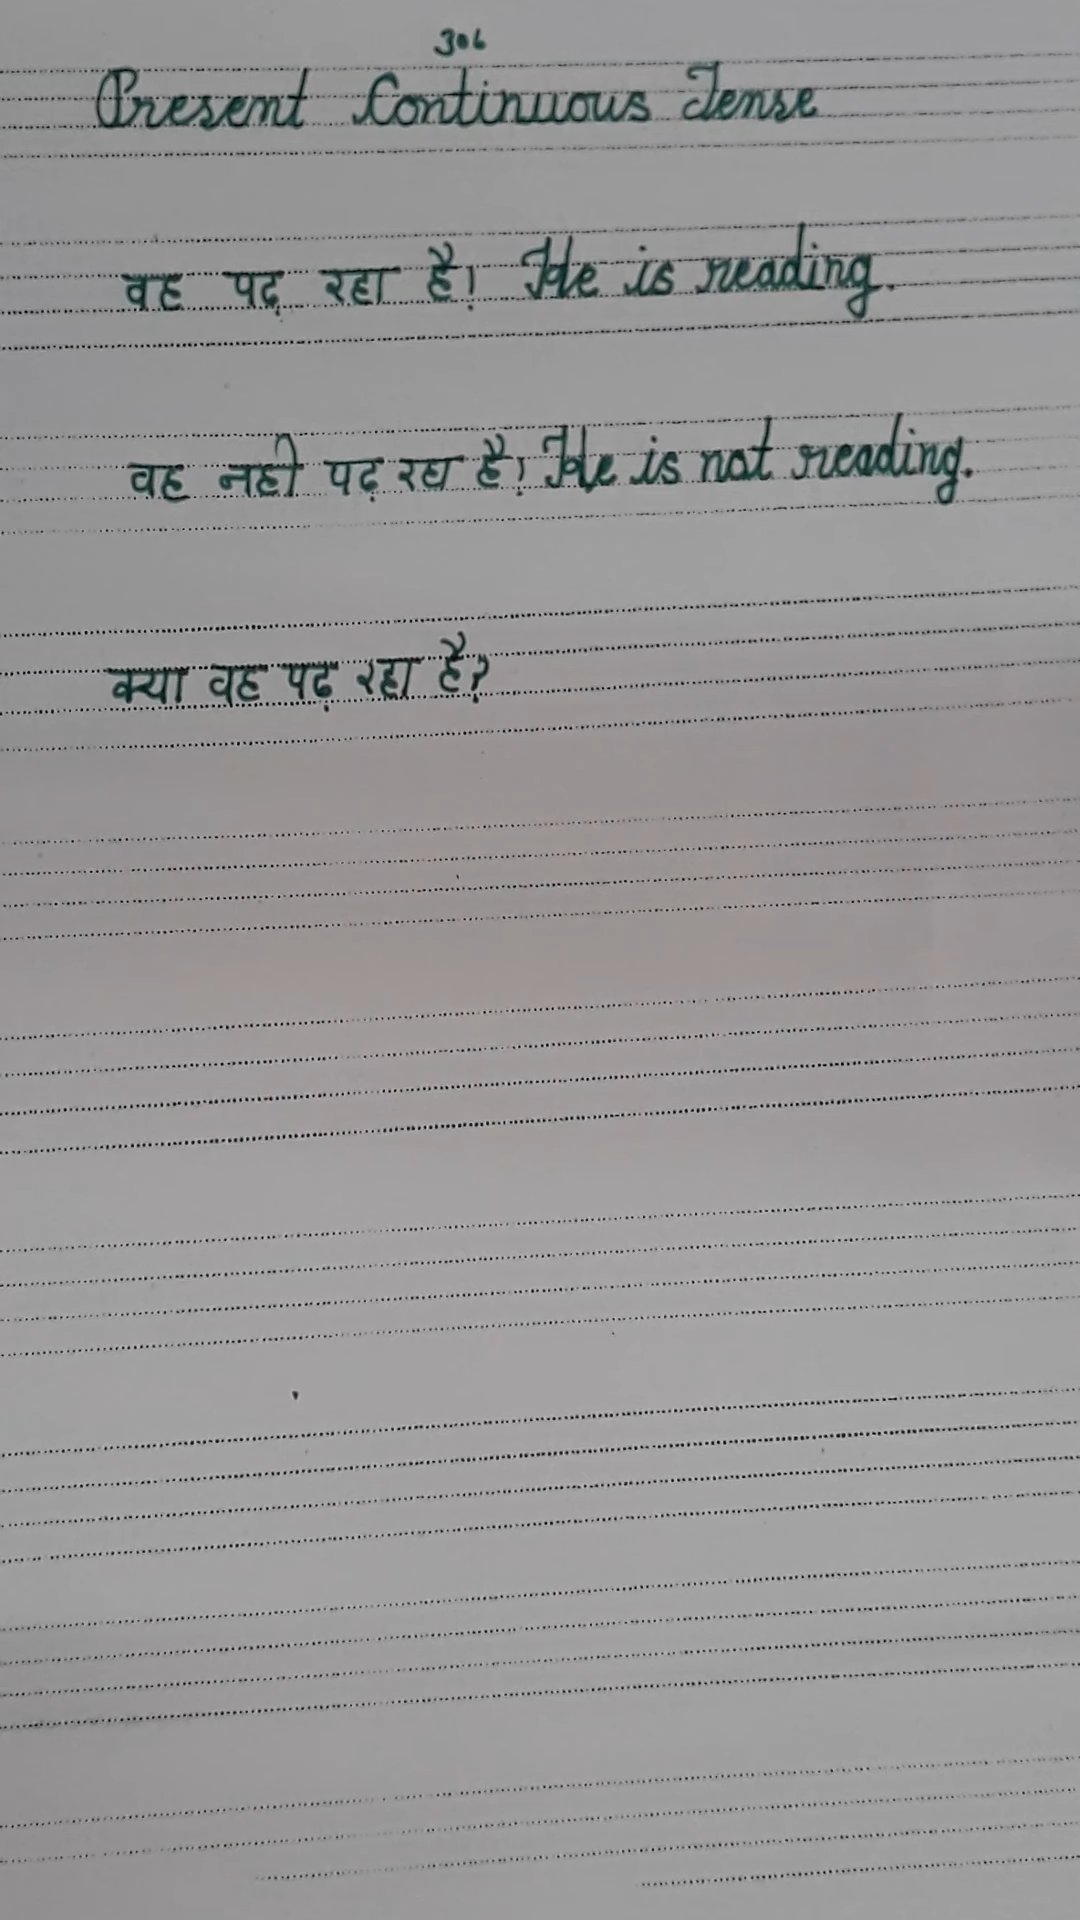 306
Present Continuous Tense
वह पढ़ रहा है। He is reading.
वह नही पढ़ रहा है। He is not reading.
क्या वह पढ़ रहा है?